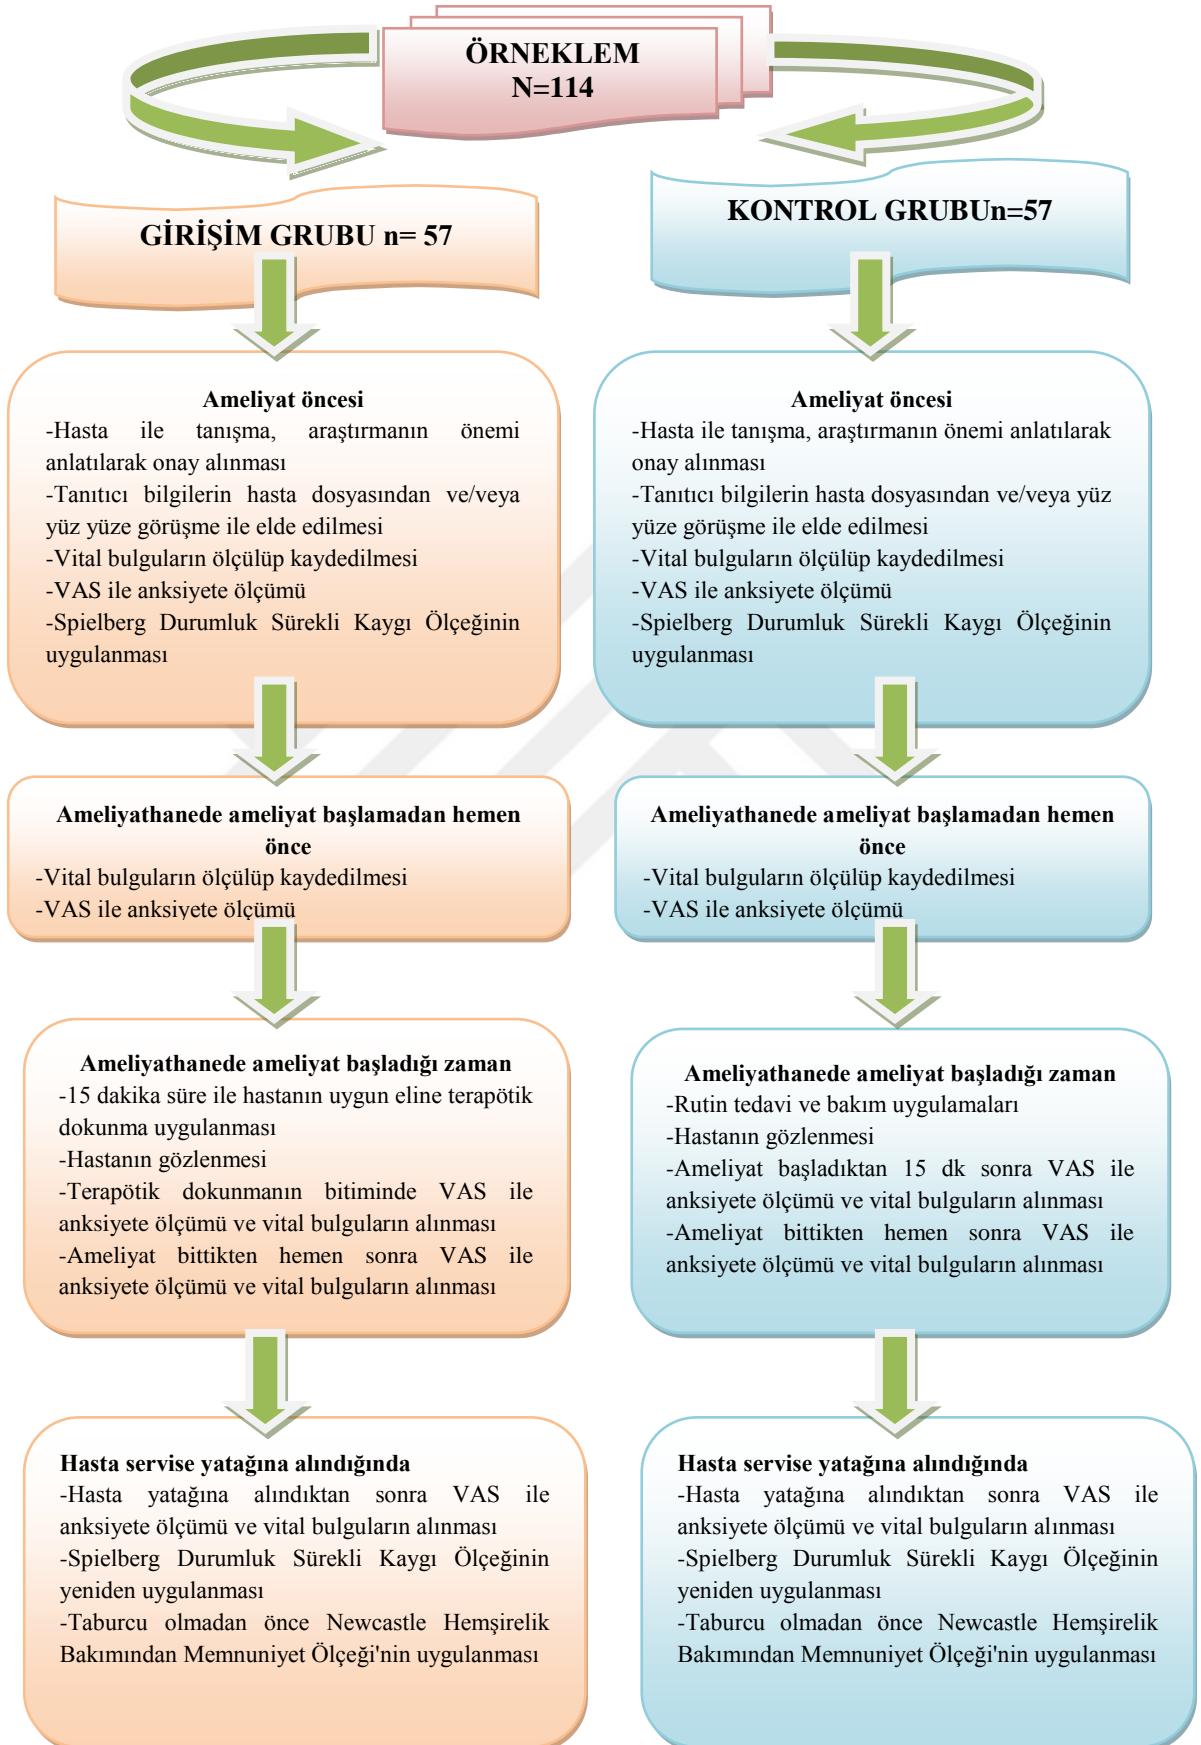 ÖRNEKLEM
N=114
GİRİŞİM GRUBU n= 57
KONTROL GRUBUn=57
Ameliyat öncesi
-Hasta ile tanışma, araştırmanın önemi
anlatılarak onay alınması
-Tanıtıcı bilgilerin hasta dosyasından ve/veya
yüz yüze görüşme ile elde edilmesi
-Vital bulguların ölçülüp kaydedilmesi
-VAS ile anksiyete ölçümü
-Spielberg Durumluk Sürekli Kaygı Ölçeğinin
uygulanması
Ameliyat öncesi
-Hasta ile tanışma, araştırmanın önemi anlatılarak
onay alınması
-Tanıtıcı bilgilerin hasta dosyasından ve/veya yüz
yüze görüşme ile elde edilmesi
-Vital bulguların ölçülüp kaydedilmesi
-VAS ile anksiyete ölçümü
-Spielberg Durumluk Sürekli Kaygı Ölçeğinin
uygulanması
Ameliyathanede ameliyat başlamadan hemen
önce
-Vital bulguların ölçülüp kaydedilmesi
-VAS ile anksiyete ölçümü
Ameliyathanede ameliyat başlamadan hemen
önce
-Vital bulguların ölçülüp kaydedilmesi
-VAS ile anksiyete ölçümü
Ameliyathanede ameliyat başladığı zaman
-15 dakika süre ile hastanın uygun eline terapötik
dokunma uygulanması
-Hastanın gözlenmesi
-Terapötik dokunmanın bitiminde VAS ile
anksiyete ölçümü ve vital bulguların alınması
-Ameliyat bittikten hemen sonra VAS ile
anksiyete ölçümü ve vital bulguların alınması
Ameliyathanede ameliyat başladığı zaman
-Rutin tedavi ve bakım uygulamaları
-Hastanın gözlenmesi
-Ameliyat başladıktan 15 dk sonra VAS ile
anksiyete ölçümü ve vital bulguların alınması
-Ameliyat bittikten hemen sonra VAS ile
anksiyete ölçümü ve vital bulguların alınması
Hasta servise yatağına alındığında
-Hasta yatağına alındıktan sonra VAS ile
anksiyete ölçümü ve vital bulguların alınması
-Spielberg Durumluk Sürekli Kaygı Ölçeğinin
yeniden uygulanması
-Taburcu olmadan önce Newcastle Hemşirelik
Bakımından Memnuniyet Ölçeği'nin uygulanması
Hasta servise yatağına alındığında
-Hasta yatağına alındıktan sonra VAS ile
anksiyete ölçümü ve vital bulguların alınması
-Spielberg Durumluk Sürekli Kaygı Ölçeğinin
yeniden uygulanması
-Taburcu olmadan önce Newcastle Hemşirelik
Bakımından Memnuniyet Ölçeği'nin uygulanması